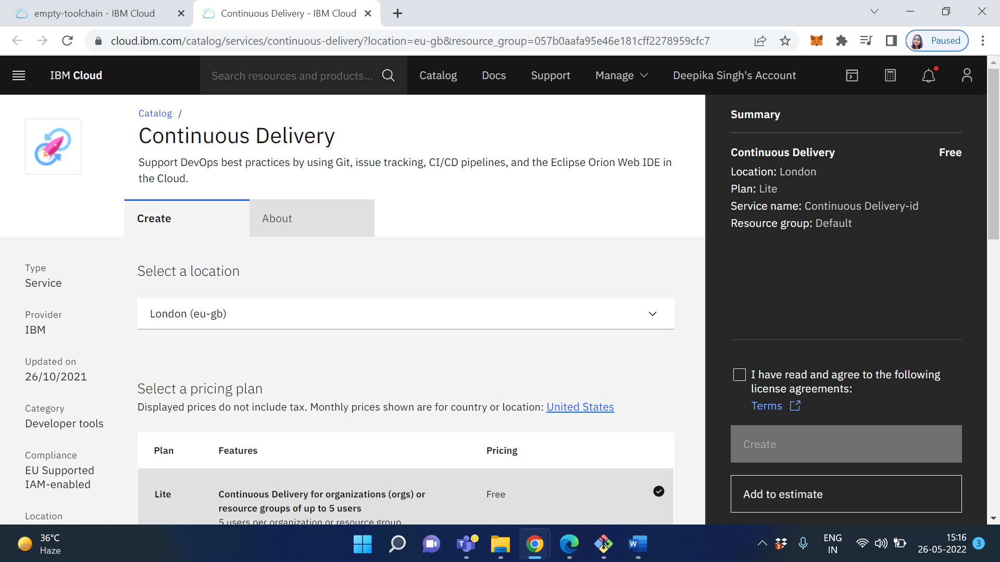 empty-toolchain - IBM Cloud
Continuous Delivery - IBM Cloud
cloud.ibm.com/catalog/services/continuous-delivery?location=eu-gb&resource_group=057b0aafa95e46e181cff2278959cfc7
Paused
IBM Cloud
Search resources and products...
Catalog
Docs
Support
Manage
Deepika Singh's Account
Catalog /
Continuous Delivery
Support DevOps best practices by using Git, issue tracking, CI/CD pipelines, and the Eclipse Orion Web IDE in
the Cloud.
Create
About
Type
Service
Provider
IBM
Updated on
26/10/2021
Category
Developer tools
Compliance
EU Supported
IAM-enabled
Location
Select a location
London (eu-gb)
Select a pricing plan
Displayed prices do not include tax. Monthly prices shown are for country or location: United States
Plan
Features
Pricing
Lite
Continuous Delivery for organizations (orgs) or
resource groups of up to 5 users
5 users per organization or resource group
Free
Summary
Continuous Delivery
Free
Location: London
Plan: Lite
Service name: Continuous Delivery-id
Resource group: Default
I have read and agree to the following
license agreements:
Terms
Create
Add to estimate
36°C
Haze
T
W
3
ENG
IN
15:16
26-05-2022
3